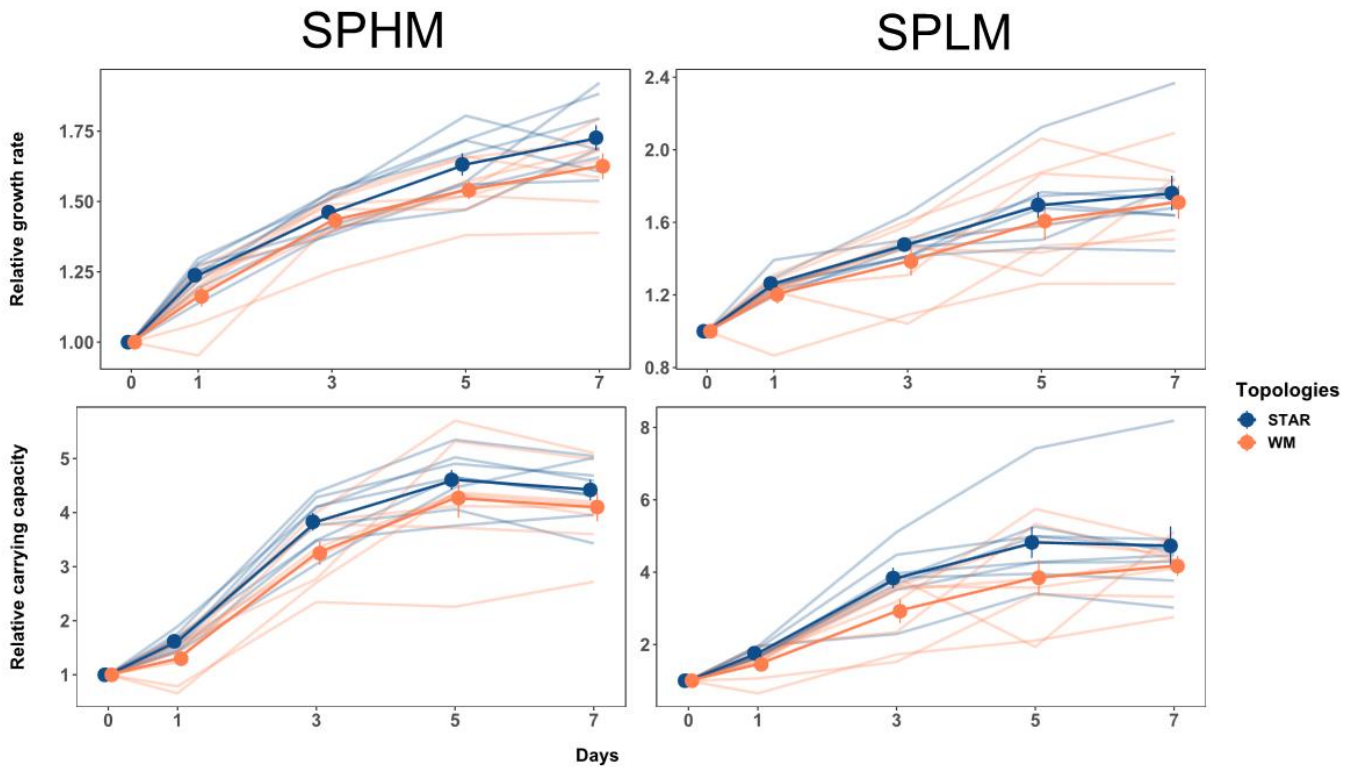 SPHM
SPLM
Relative growth rate
1.75
1.50
1.25
1.00
0 1 3 5 7
2.4
2.0
1.6
1.2
0.8
0 1 3 5 7
Relative carrying capacity
5
4
3
2
1
0 1 3 5 7
8
6
4
2
0 1 3 5 7
Days
Topologies
STAR
WM